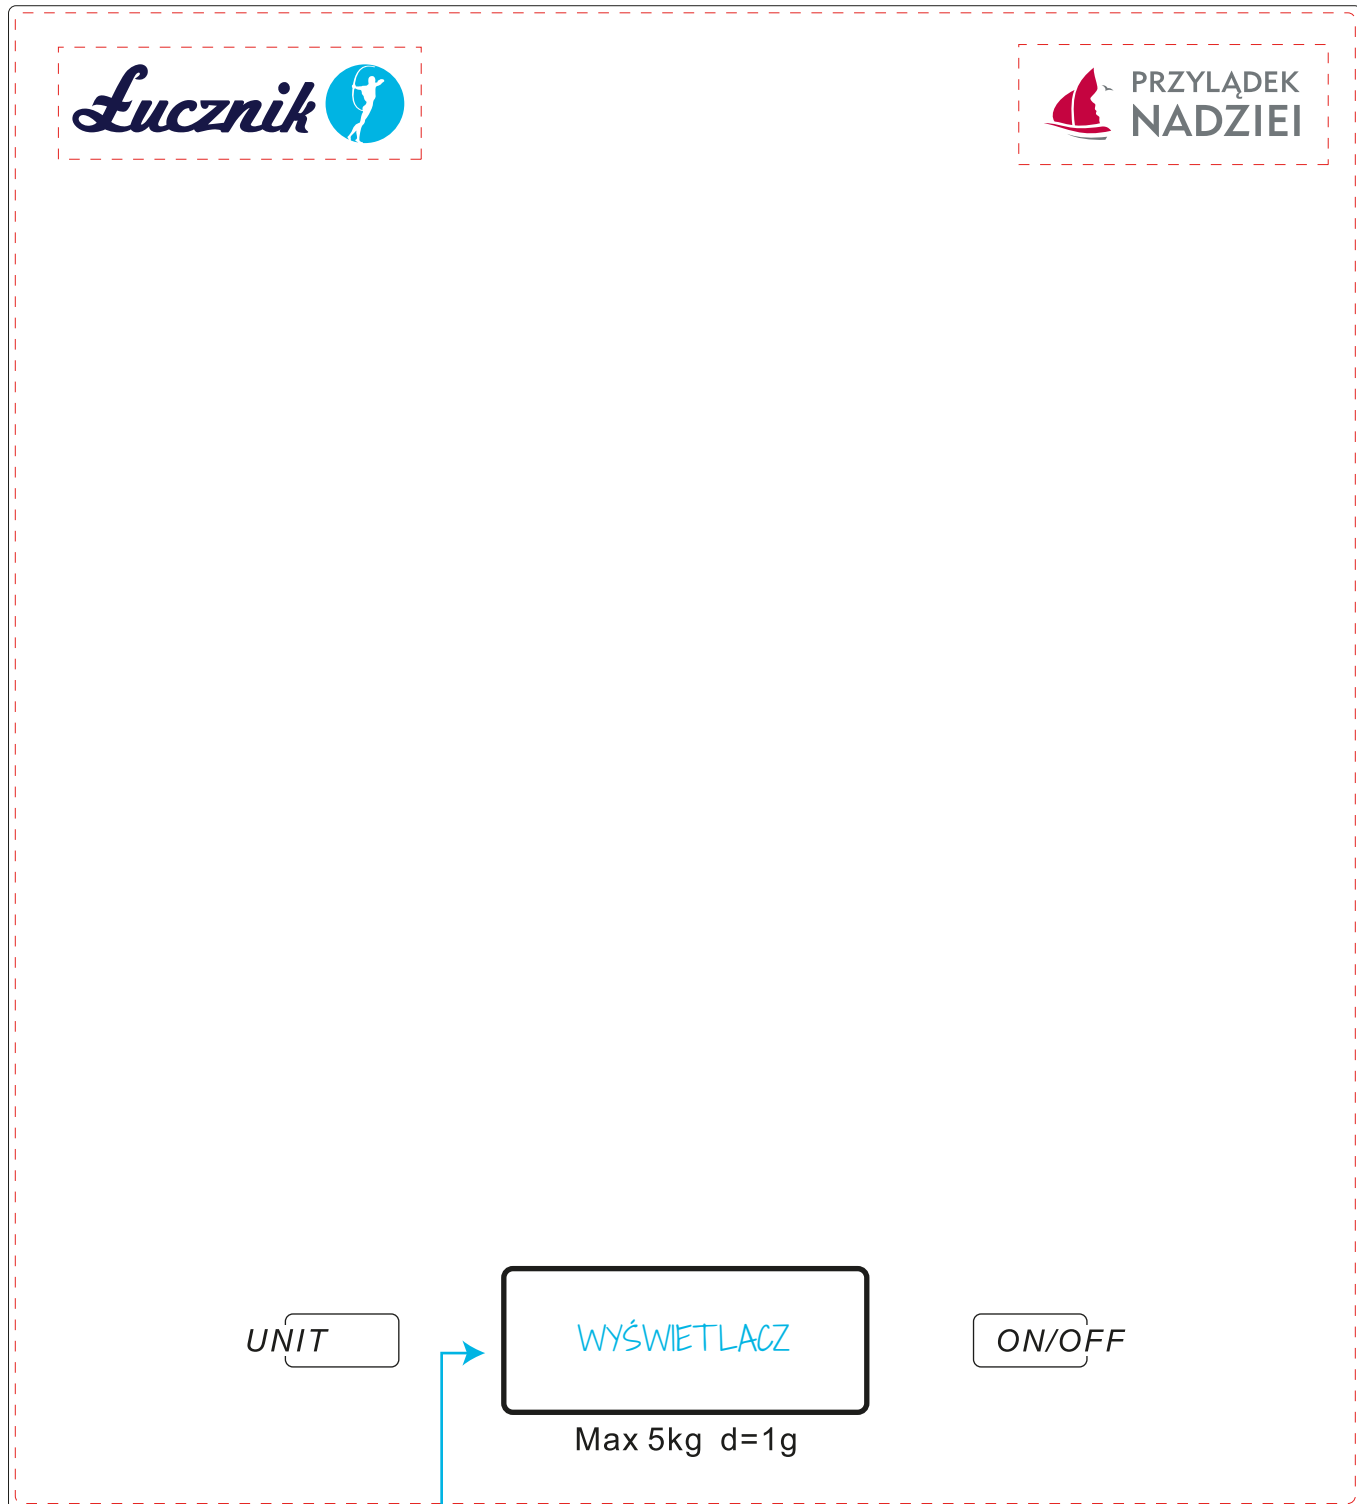 Łucznik
PRZYLĄDEK
NADZIEI
UNIT
WYŚWIETLACZ
ON/OFF
Max 5kg d=1g